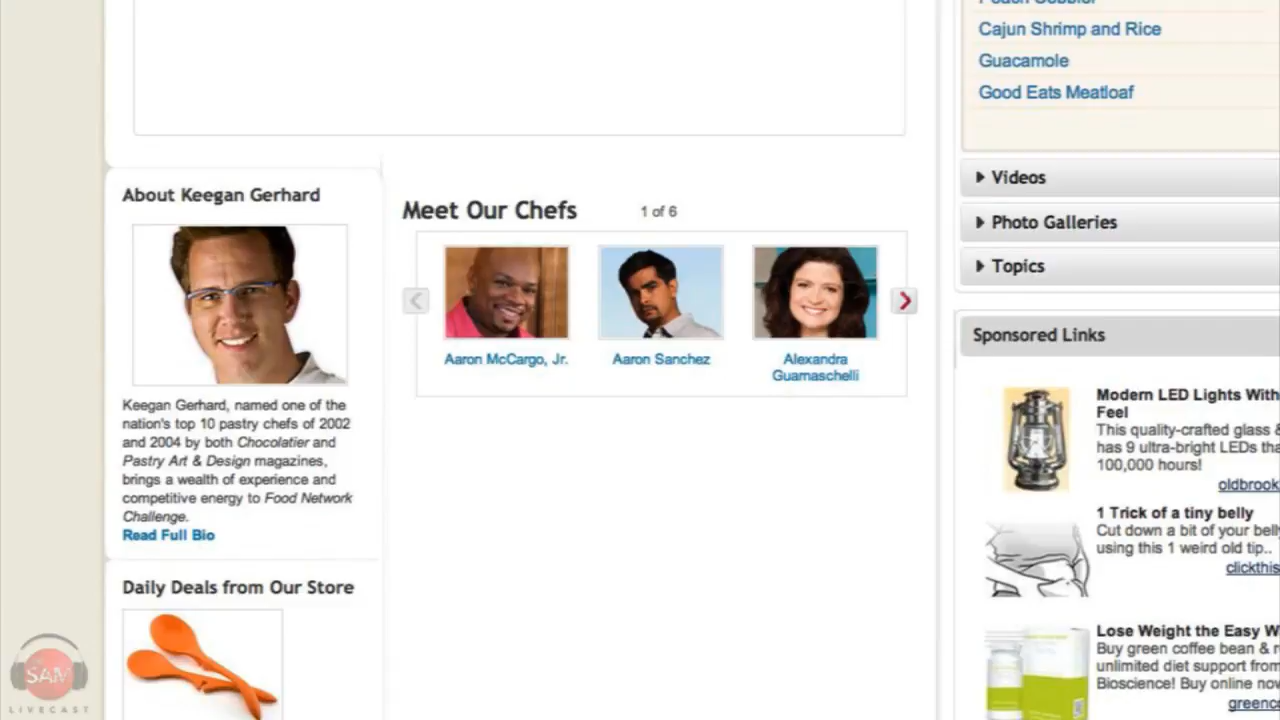 Cajun Shrimp and Rice
Guacamole
Good Eats Meatloaf
Videos
Photo Galleries
Topics
About Keegan Gerhard
Keegan Gerhard, named one of the
nation's top 10 pastry chefs of 2002
and 2004 by both Chocolatier and
Pastry Art & Design magazines,
brings a wealth of experience and
competitive energy to Food Network
Challenge.
Read Full Bio
Daily Deals from Our Store
Meet Our Chefs
1 of 6
Aaron McCargo, Jr.
Aaron Sanchez
Alexandra
Guarnaschelli
Sponsored Links
Modern LED Lights With
Feel
This quality-crafted glass &
has 9 ultra-bright LEDs
100,000 hours!
oldbrook
1 Trick of a tiny belly
Cut down a bit of your belly
using this 1 weird old tip..
clickthis
Lose Weight the Easy
Buy green coffee bean &
unlimited diet support from
Bioscience! Buy online now
SAM
LIVECAST